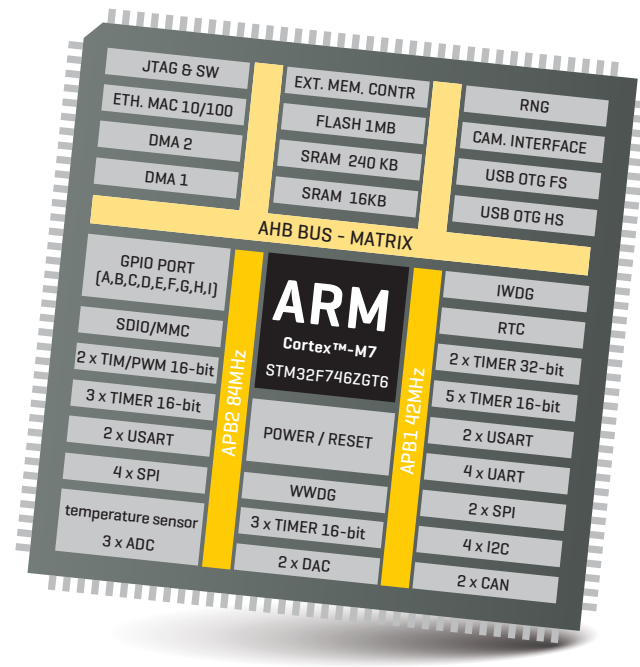 JTAG & SW
ETH. MAC 10/100
DMA 2
DMA 1
EXT. MEM. CONTR
FLASH 1MB
SRAM 240 KB
SRAM 16KB
RNG
CAM. INTERFACE
USB OTG FS
USB OTG HS
AHB BUS - MATRIX
GPIO PORT
(A,B,C,D,E,F,G,H,I)
SDIO/MMC
2 x TIM/PWM 16-bit
3 x TIMER 16-bit
2 x USART
4 x SPI
temperature sensor
3 x ADC
APB2 84MHz
ARM
Cortex™-M7
STM32F746ZGT6
POWER / RESET
WWDG
3 x TIMER 16-bit
2 x DAC
APB1 42MHz
IWDG
RTC
2 x TIMER 32-bit
5 x TIMER 16-bit
2 x USART
4 x UART
2 x SPI
4 x I2C
2 x CAN